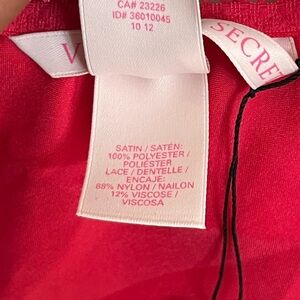 V
SECRE
CA# 23226
ID# 36010045
10 12
SATIN / SATÉN:
100% POLYESTER /
POLIÉSTER
LACE / DENTELLE /
ENCAJE:
88% NYLON / NAILON
12% VISCOSE /
VISCOSA